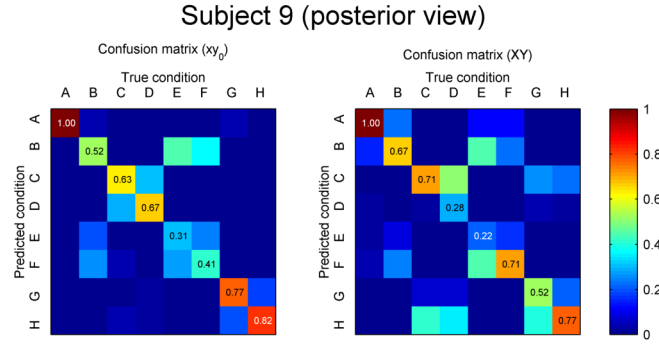 Subject 9 (posterior view)
Confusion matrix (xy0)
True condition
A B C D E F G H
Predicted condition
A
B
C
D
E
F
G
H
1.00
0.52
0.63
0.67
0.31
0.41
0.77
0.82
Confusion matrix (XY)
True condition
A B C D E F G H
Predicted condition
A
B
C
D
E
F
G
H
1.00
0.67
0.71
0.28
0.22
0.71
0.52
0.77
1
0.8
0.6
0.4
0.2
0